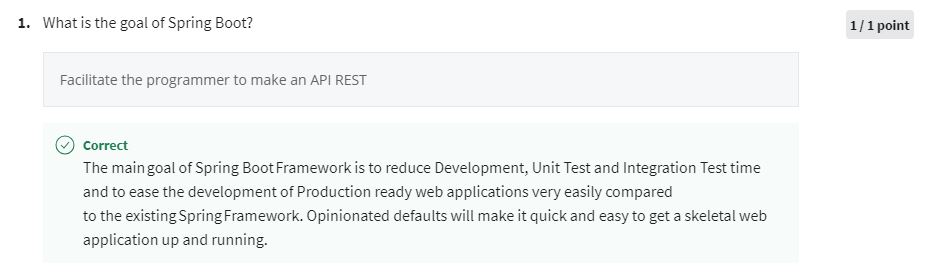 1. What is the goal of Spring Boot?
1 / 1 point
Facilitate the programmer to make an API REST
Correct
The main goal of Spring Boot Framework is to reduce Development, Unit Test and Integration Test time
and to ease the development of Production ready web applications very easily compared
to the existing Spring Framework. Opinionated defaults will make it quick and easy to get a skeletal web
application up and running.